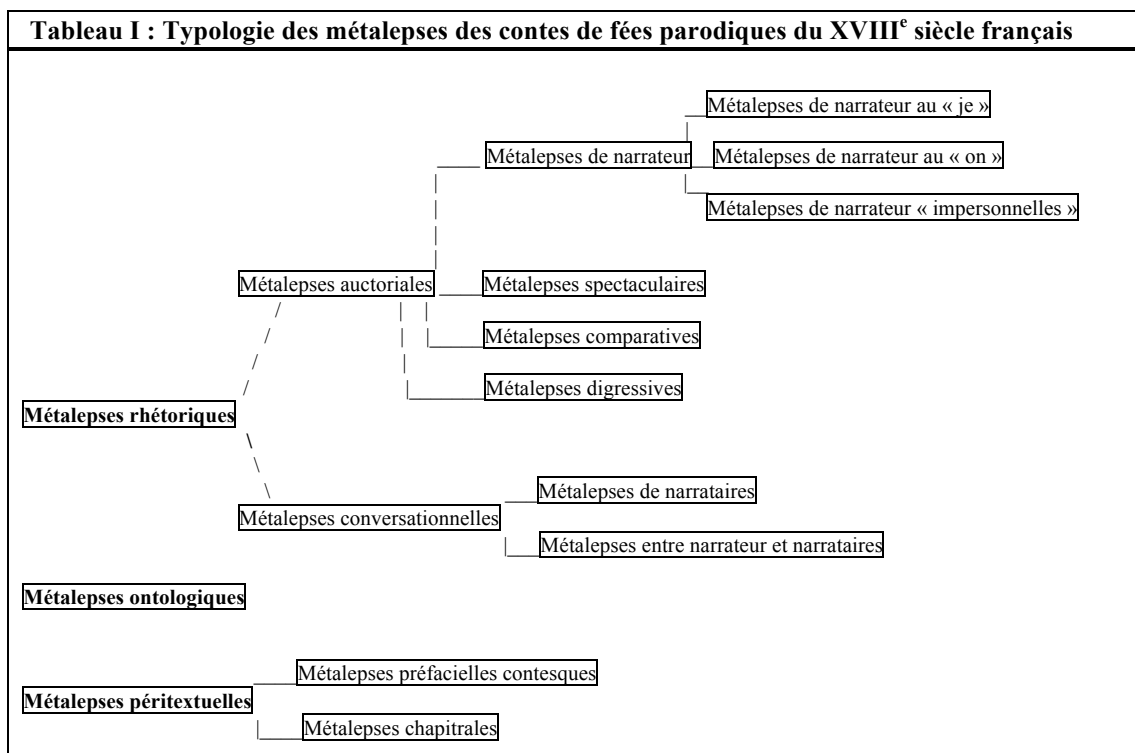 Tableau I : Typologie des métalepses des contes de fées parodiques du XVIIIe siècle français
Métalepses de narrateur au « je »
Métalepses de narrateur
Métalepses de narrateur au « on »
Métalepses de narrateur « impersonnelles »
Métalepses auctoriales
Métalepses spectaculaires
Métalepses comparatives
Métalepses digressives
Métalepses rhétoriques
Métalepses de narrataires
Métalepses conversationnelles
Métalepses entre narrateur et narrataires
Métalepses ontologiques
Métalepses préfacielles contesques
Métalepses péritextuelles
Métalepses chapitrales